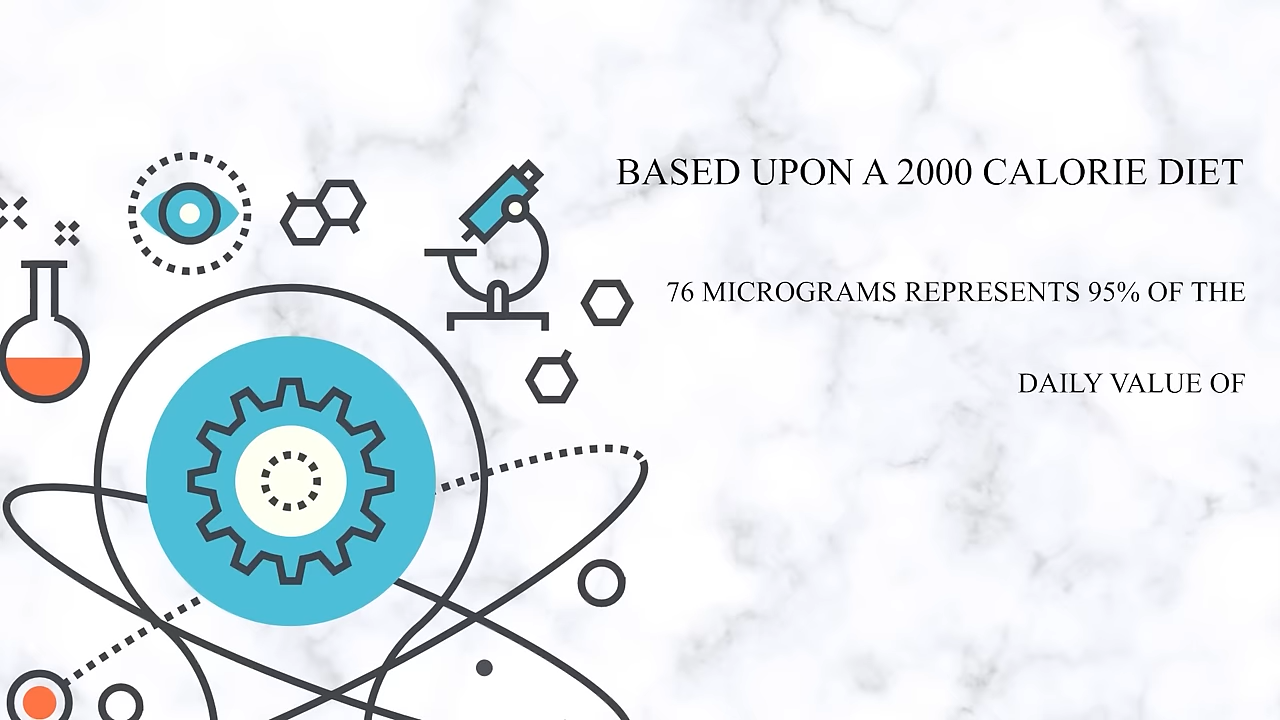 BASED UPON A 2000 CALORIE DIET
76 MICROGRAMS REPRESENTS 95% OF THE
DAILY VALUE OF